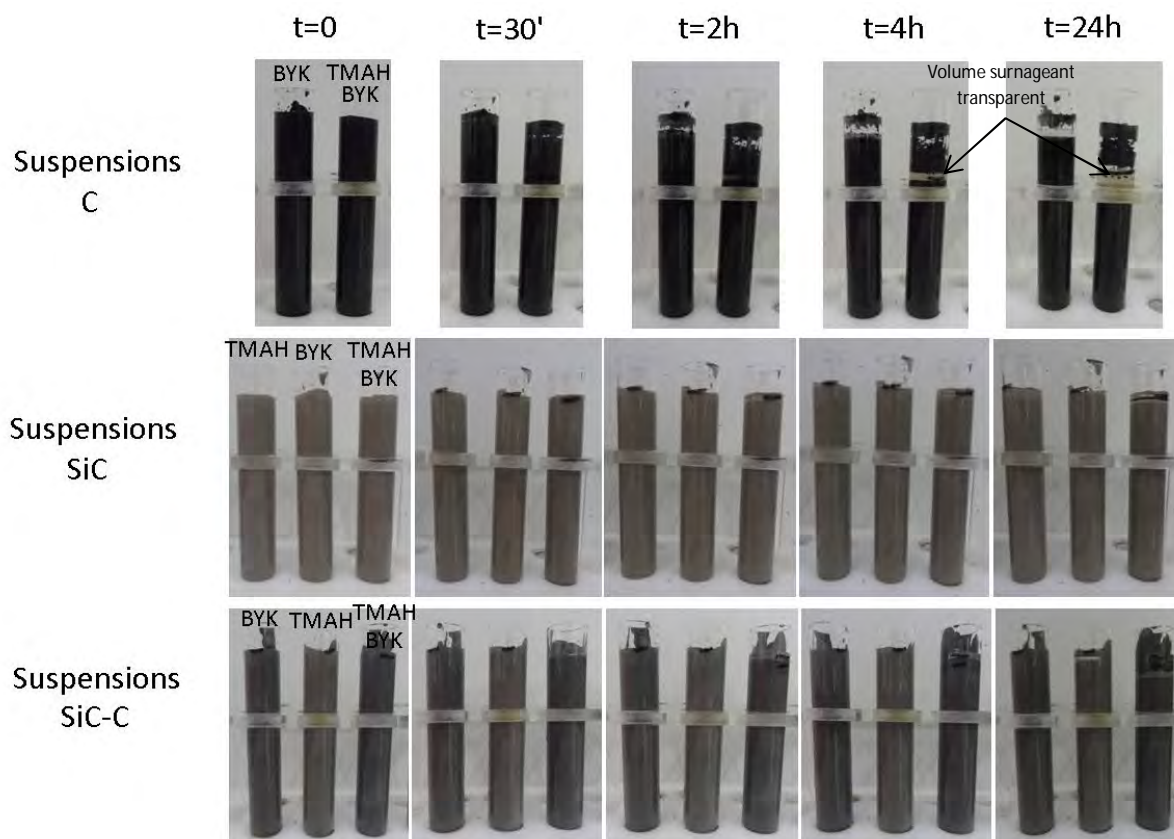 t=0
t=30'
t=2h
t=4h
t=24h
BYK
TMAH
BYK
Volume surnageant
transparent
Suspensions
C
TMAH
BYK
TMAH
BYK
Suspensions
SiC
BYK
TMAH
TMAH
BYK
Suspensions
SiC-C